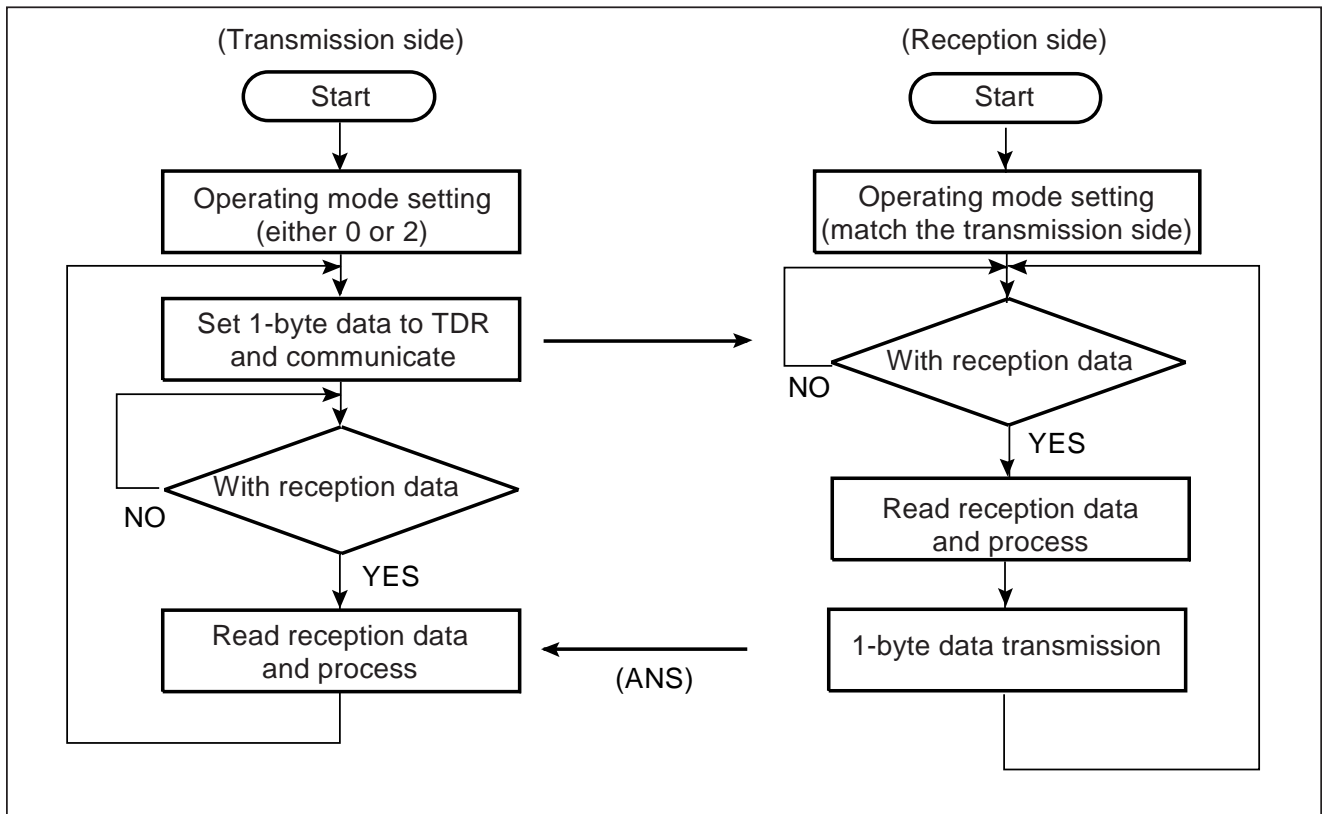 (Transmission side)
Start
Operating mode setting
(either 0 or 2)
Set 1-byte data to TDR
and communicate
With reception data
NO
YES
Read reception data
and process
(ANS)
(Reception side)
Start
Operating mode setting
(match the transmission side)
With reception data
NO
YES
Read reception data
and process
1-byte data transmission